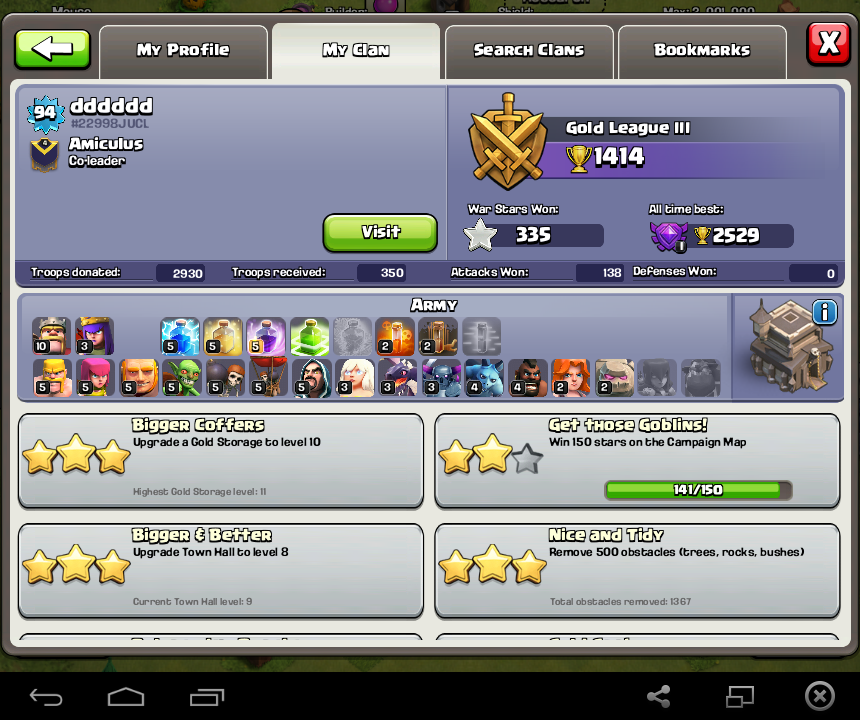 My Profile
My Clan
Search Clans
Bookmarks
X
94
dddddd
#22998JUCL
4
Amiculus
Co-leader
Visit
Gold League III
1414
War Stars Won:
335
All time best:
1
2529
Troops donated: 2930
Troops received: 350
Attacks Won: 138
Defenses Won: 0
Army
i
10 3 5 5 5 2 2
5 5 5 5 5 5 5 3 3 3 4 4 2 2
Bigger Coffers
Upgrade a Gold Storage to level 10
Highest Gold Storage level: 11
Get those Goblins!
Win 150 stars on the Campaign Map
141/150
Bigger & Better
Upgrade Town Hall to level 8
Current Town Hall level: 9
Nice and Tidy
Remove 500 obstacles (trees, rocks, bushes)
Total obstacles removed: 1367